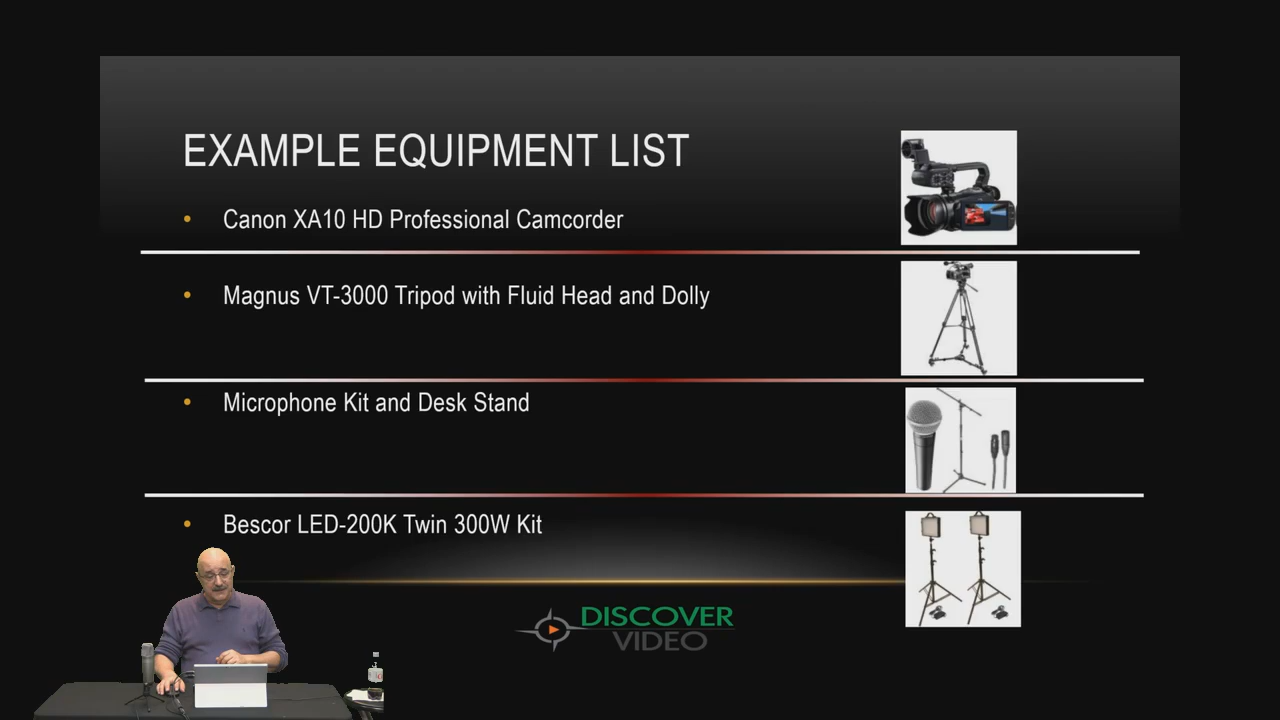 EXAMPLE EQUIPMENT LIST
• Canon XA10 HD Professional Camcorder
• Magnus VT-3000 Tripod with Fluid Head and Dolly
• Microphone Kit and Desk Stand
• Bescor LED-200K Twin 300W Kit
DISCOVER
VIDEO